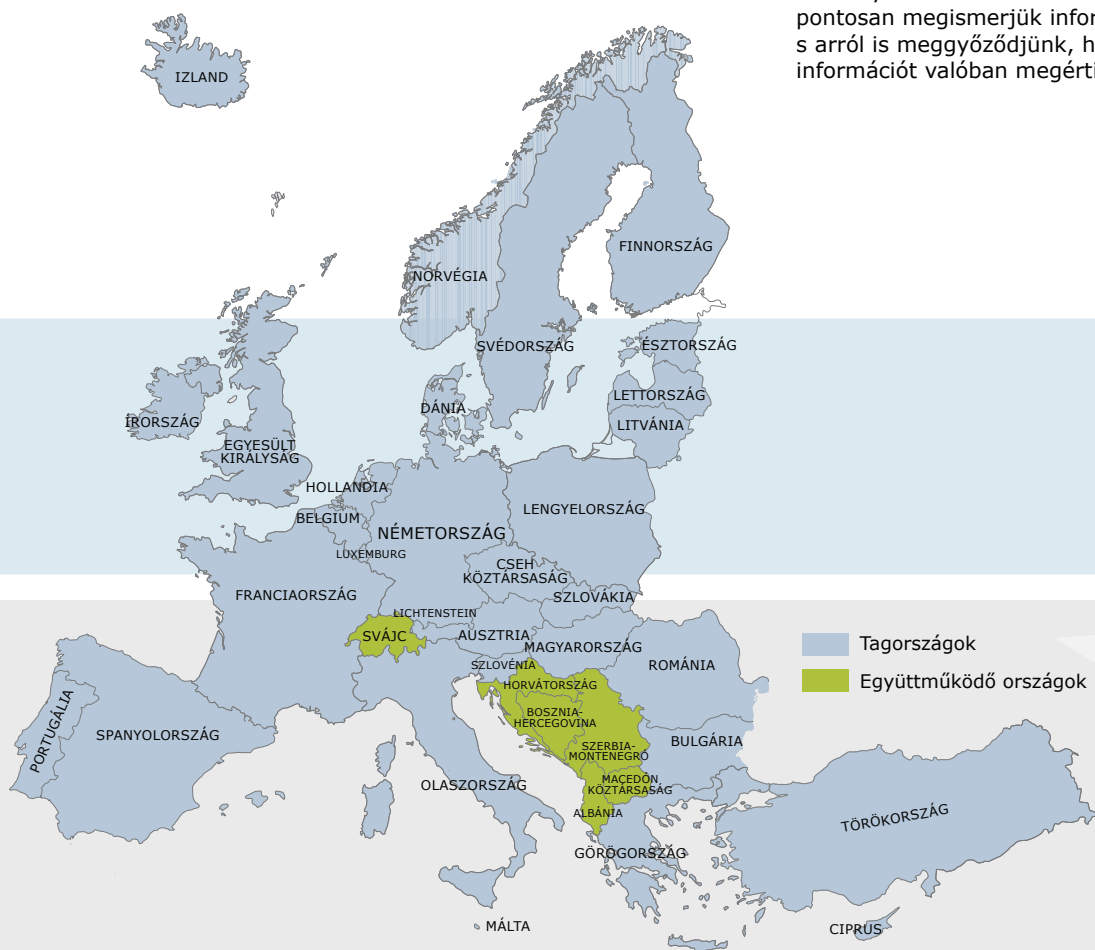 pontosan megismerjük infor
s arról is meggyőződjünk, h
információt valóban megérti
IZLAND
FINNORSZÁG
NORVÉGIA
SVÉDORSZÁG
ÉSZTORSZÁG
LETTORSZÁG
DÁNIA
ÍRORSZÁG
LITVÁNIA
EGYESÜLT
KIRÁLYSÁG
HOLLANDIA
LENGYELORSZÁG
BELGIUM
NÉMETORSZÁG
LUXEMBURG
CSEH
KÖZTÁRSASÁG
FRANCIAORSZÁG
SZLOVÁKIA
LICHTENSTEIN
SVÁJC
AUSZTRIA
MAGYARORSZÁG
ROMÁNIA
SZLOVÉNIA
HORVÁTORSZÁG
BOSZNIA-
HERCEGOVINA
PORTUGÁLIA
SPANYOLORSZÁG
BULGÁRIA
SZERBIA-
MONTENEGRÓ
OLASZORSZÁG
MACEDÓN
KÖZTÁRSASÁG
ALBÁNIA
TÖRÖKORSZÁG
GÖRÖGORSZÁG
MÁLTA
CIPRUS
Tagországok
Együttműködő országok